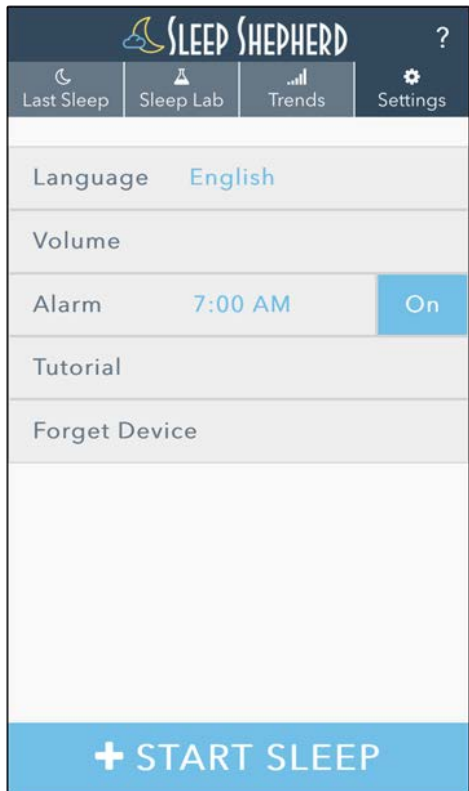 SLEEP SHEPHERD ?
Last Sleep Sleep Lab Trends Settings
Language English
Volume
Alarm 7:00 AM On
Tutorial
Forget Device
+ START SLEEP